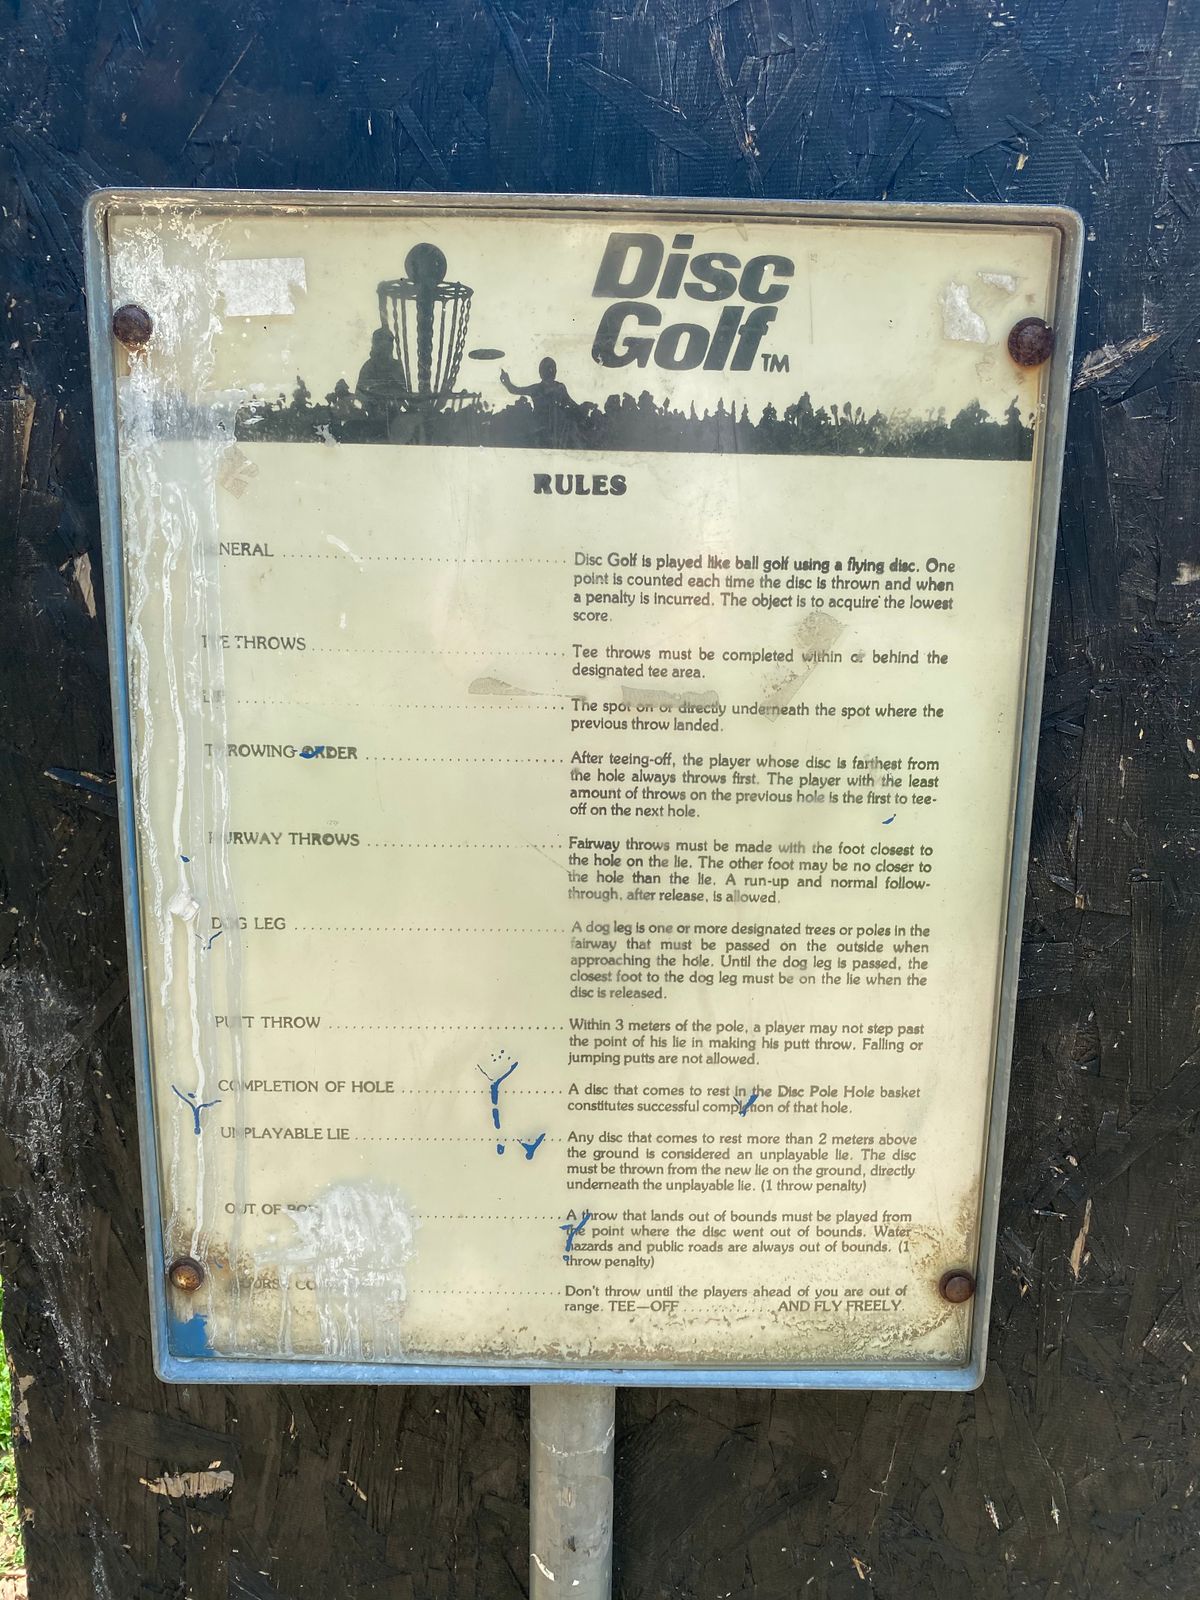 Disc
Golf TM
RULES
NERAL
Disc Golf is played like ball golf using a flying disc. One
point is counted each time the disc is thrown and when
a penalty is incurred. The object is to acquire the lowest
score.
THROWS
Tee throws must be completed within or behind the
designated tee area.
The spot on or directly underneath the spot where the
previous throw landed.
THROWING ORDER
After teeing-off, the player whose disc is farthest from
the hole always throws first. The player with the least
amount of throws on the previous hole is the first to tee-
off on the next hole.
FAIRWAY THROWS
Fairway throws must be made with the foot closest to
the hole on the lie. The other foot may be no closer to
the hole than the lie. A run-up and normal follow-
through, after release, is allowed.
DOG LEG
A dog leg is one or more designated trees or poles in the
fairway that must be passed on the outside when
approaching the hole. Until the dog leg is passed, the
closest foot to the dog leg must be on the lie when the
disc is released.
PUTT THROW
Within 3 meters of the pole, a player may not step past
the point of his lie in making his putt throw. Falling or
jumping putts are not allowed.
COMPLETION OF HOLE
A disc that comes to rest in the Disc Pole Hole basket
constitutes successful completion of that hole.
UNPLAYABLE LIE
Any disc that comes to rest more than 2 meters above
the ground is considered an unplayable lie. The disc
must be thrown from the new lie on the ground, directly
underneath the unplayable lie. (1 throw penalty)
OUT OF
A throw that lands out of bounds must be played from
the point where the disc went out of bounds. Water
hazards and public roads are always out of bounds. (1
throw penalty)
Don't throw until the players ahead of you are out of
range. TEE—OFF . . . . . . . . . . . AND FLY FREELY.